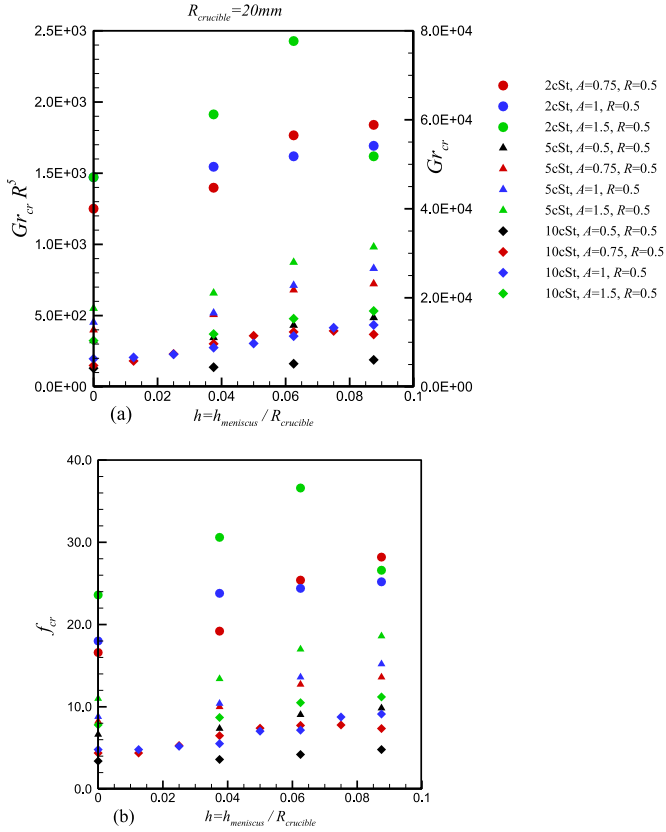 R_crucible=20mm
2.5E+03
2.0E+03
1.5E+03
1.0E+03
5.0E+02
0.0E+00
Gr_cr R^5
8.0E+04
6.0E+04
4.0E+04
2.0E+04
0.0E+00
Gr_cr
0 0.02 0.04 0.06 0.08 0.1
(a) h=h_meniscus / R_crucible
2cSt, A=0.75, R=0.5
2cSt, A=1, R=0.5
2cSt, A=1.5, R=0.5
5cSt, A=0.5, R=0.5
5cSt, A=0.75, R=0.5
5cSt, A=1, R=0.5
5cSt, A=1.5, R=0.5
10cSt, A=0.5, R=0.5
10cSt, A=0.75, R=0.5
10cSt, A=1, R=0.5
10cSt, A=1.5, R=0.5
40.0
30.0
20.0
10.0
0.0
f_cr
0 0.02 0.04 0.06 0.08 0.1
(b) h=h_meniscus / R_crucible